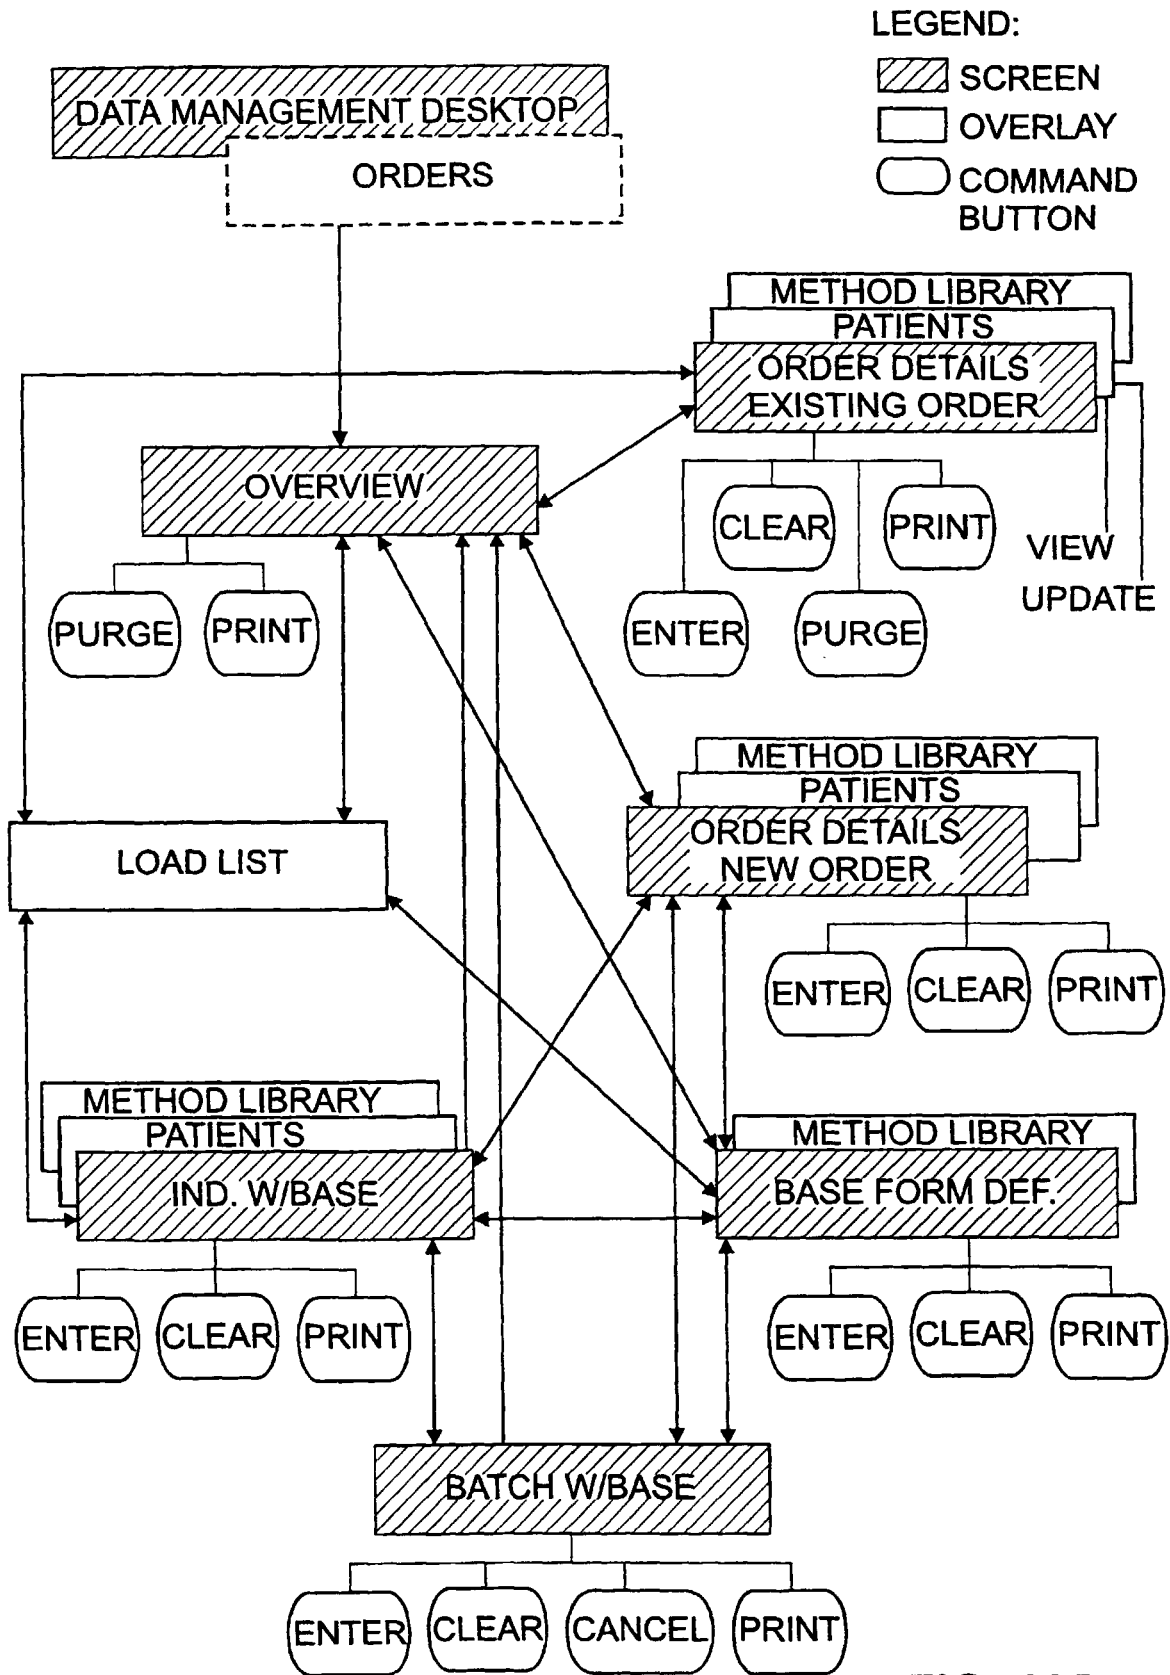 LEGEND:
SCREEN
OVERLAY
COMMAND
BUTTON
DATA MANAGEMENT DESKTOP
ORDERS
METHOD LIBRARY
PATIENTS
ORDER DETAILS
EXISTING ORDER
OVERVIEW
CLEAR
PRINT
VIEW
UPDATE
PURGE
PRINT
ENTER
PURGE
METHOD LIBRARY
PATIENTS
ORDER DETAILS
NEW ORDER
LOAD LIST
ENTER
CLEAR
PRINT
METHOD LIBRARY
PATIENTS
IND. W/BASE
METHOD LIBRARY
BASE FORM DEF.
ENTER
CLEAR
PRINT
ENTER
CLEAR
PRINT
BATCH W/BASE
ENTER
CLEAR
CANCEL
PRINT